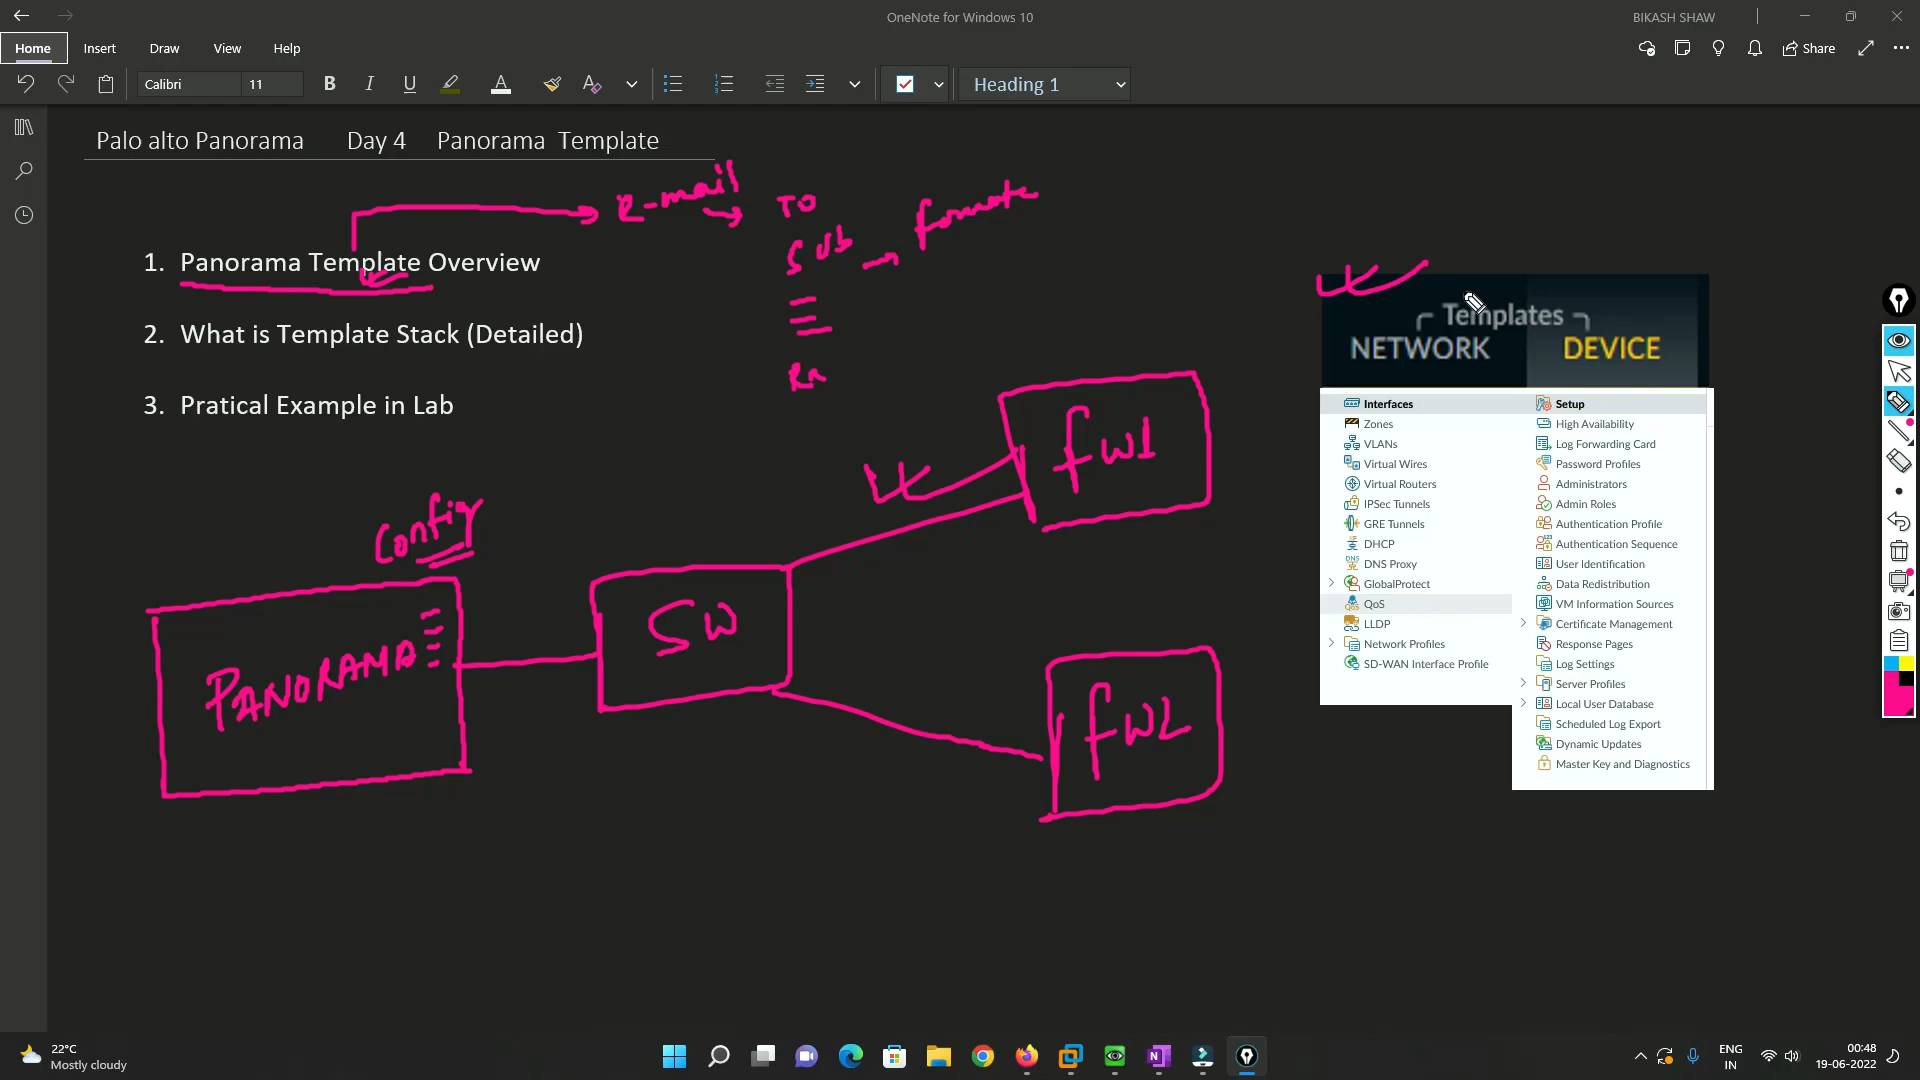 OneNote for Windows 10
BIKASH SHAW
Home
Insert
Draw
View
Help
Share
Calibri
11
B
I
U
A
A
Heading 1
Palo alto Panorama Day 4 Panorama Template
E-mail
TO
Sub
formate
1. Panorama Template Overview
2. What is Template Stack (Detailed)
3. Pratical Example in Lab
Config
PANORAMA
SW
fw1
fw2
Templates
NETWORK
DEVICE
Interfaces
Zones
VLANs
Virtual Wires
Virtual Routers
IPSec Tunnels
GRE Tunnels
DHCP
DNS Proxy
GlobalProtect
QoS
LLDP
Network Profiles
SD-WAN Interface Profile
Setup
High Availability
Log Forwarding Card
Password Profiles
Administrators
Admin Roles
Authentication Profile
Authentication Sequence
User Identification
Data Redistribution
VM Information Sources
Certificate Management
Response Pages
Log Settings
Server Profiles
Local User Database
Scheduled Log Export
Dynamic Updates
Master Key and Diagnostics
22°C
Mostly cloudy
ENG
IN
00:48
19-06-2022